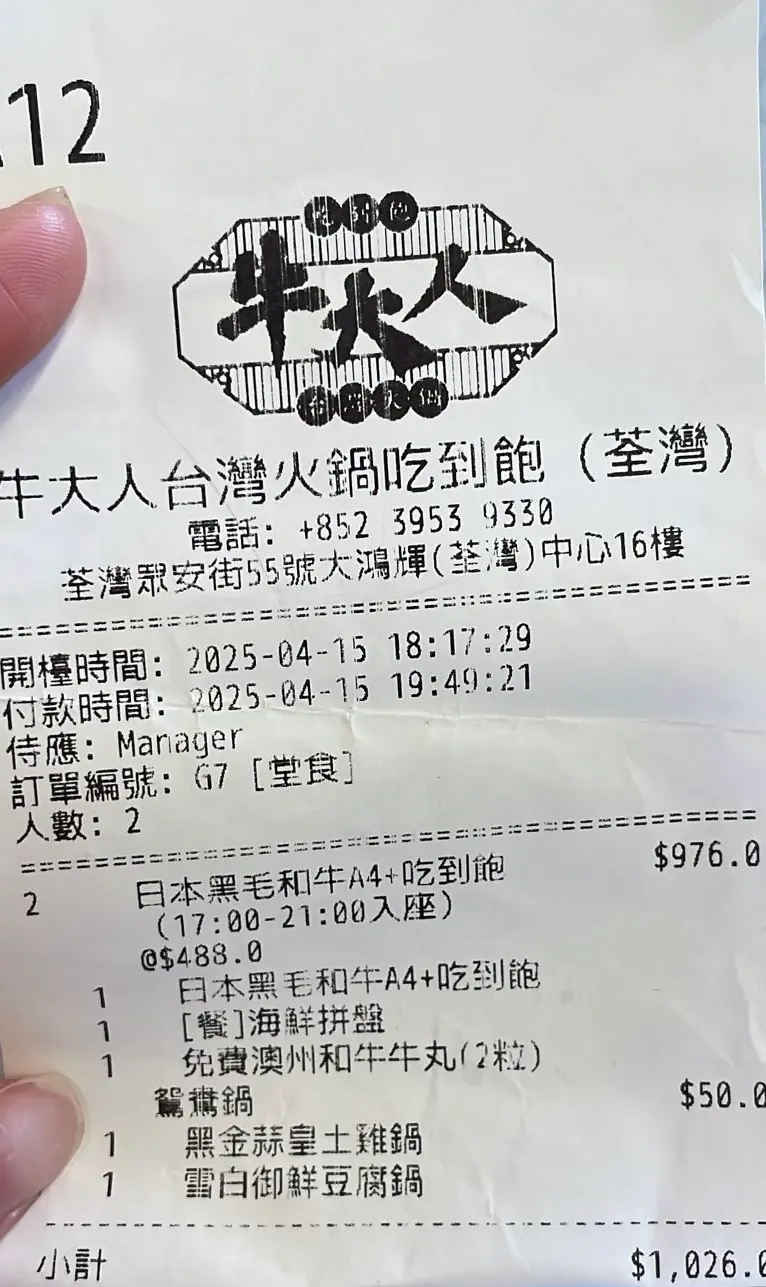 .12
吃到飽
牛大人
台灣火鍋
牛大人台灣火鍋吃到飽 (荃灣)
電話: +852 3953 9330
荃灣眾安街55號大鴻輝(荃灣)中心16樓
開檯時間: 2025-04-15 18:17:29
付款時間: 2025-04-15 19:49:21
侍應: Manager
訂單編號: G7 [堂食]
人數: 2
2 日本黑毛和牛A4+吃到飽 $976.0
(17:00-21:00入座)
@$488.0
1 日本黑毛和牛A4+吃到飽
1 [餐]海鮮拼盤
1 免費澳州和牛牛丸(2粒)
鴛鴦鍋 $50.0
1 黑金蒜皇土雞鍋
1 雪白御鮮豆腐鍋
小計 $1,026.0